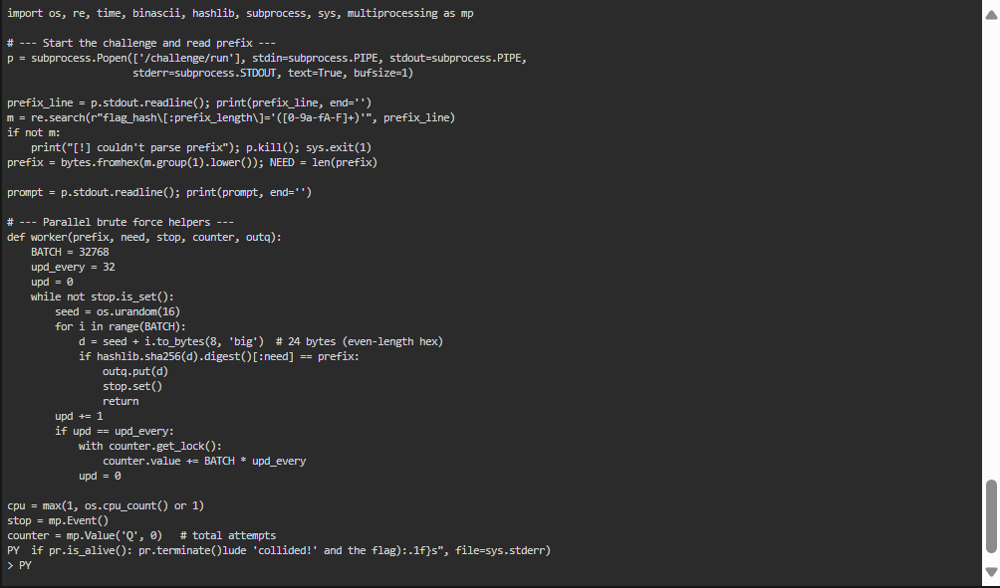 import os, re, time, binascii, hashlib, subprocess, sys, multiprocessing as mp
# --- Start the challenge and read prefix ---
p = subprocess.Popen(['/challenge/run'], stdin=subprocess.PIPE, stdout=subprocess.PIPE,
                     stderr=subprocess.STDOUT, text=True, bufsize=1)
prefix_line = p.stdout.readline(); print(prefix_line, end='')
m = re.search(r"flag_hash\[:prefix_length\]='([0-9a-fA-F]+)'", prefix_line)
if not m:
    print("[!] couldn't parse prefix"); p.kill(); sys.exit(1)
prefix = bytes.fromhex(m.group(1).lower()); NEED = len(prefix)
prompt = p.stdout.readline(); print(prompt, end='')
# --- Parallel brute force helpers ---
def worker(prefix, need, stop, counter, outq):
    BATCH = 32768
    upd_every = 32
    upd = 0
    while not stop.is_set():
        seed = os.urandom(16)
        for i in range(BATCH):
            d = seed + i.to_bytes(8, 'big')  # 24 bytes (even-length hex)
            if hashlib.sha256(d).digest()[:need] == prefix:
                outq.put(d)
                stop.set()
                return
        upd += 1
        if upd == upd_every:
            with counter.get_lock():
                counter.value += BATCH * upd_every
            upd = 0
cpu = max(1, os.cpu_count() or 1)
stop = mp.Event()
counter = mp.Value('Q', 0)   # total attempts
PY  if pr.is_alive(): pr.terminate()lude 'collided!' and the flag):.1f}s", file=sys.stderr)
> PY